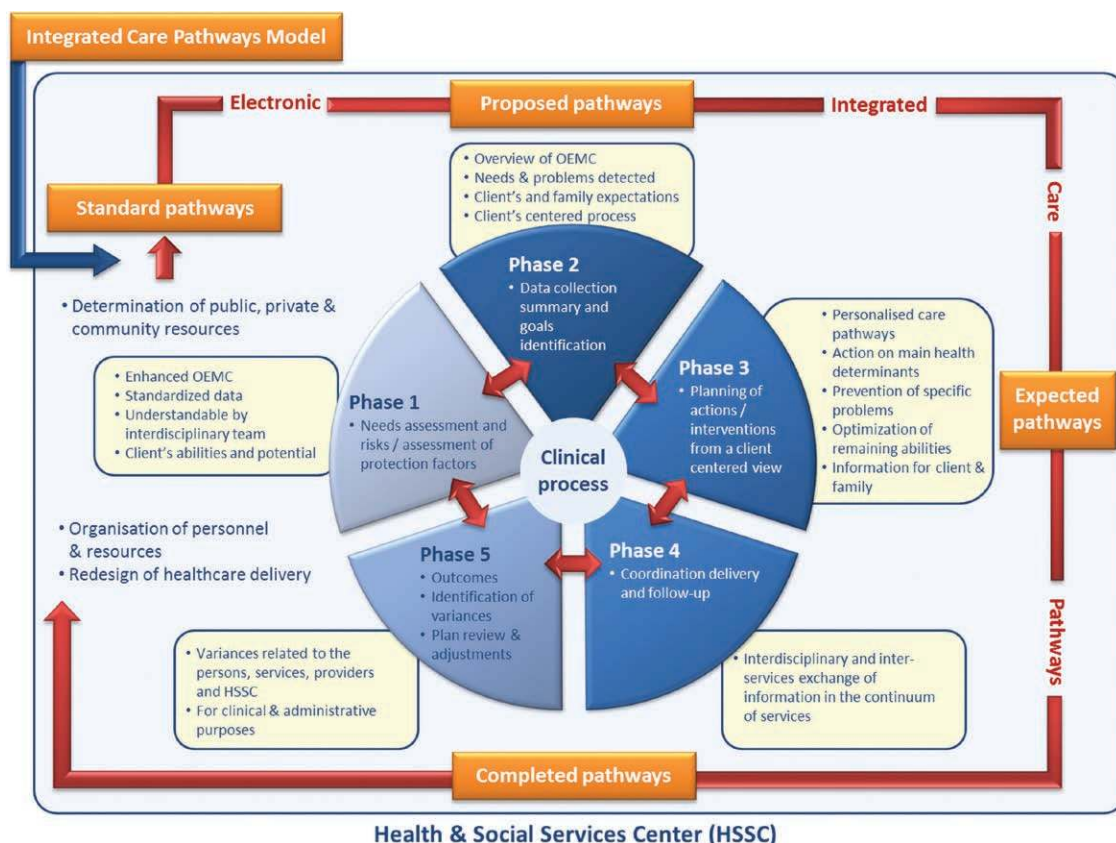 Integrated Care Pathways Model
Electronic
Proposed pathways
Integrated
• Overview of OEMC
• Needs & problems detected
• Client's and family expectations
• Client's centered process
Standard pathways
Care
• Determination of public, private &
community resources
Phase 2
• Data collection
summary and
goals
identification
• Enhanced OEMC
• Standardized data
• Understandable by
interdisciplinary team
• Client's abilities and potential
Phase 1
• Needs assessment and
risks / assessment of
protection factors
Phase 3
• Planning of
actions /
interventions
from a client
centered view
• Personalised care
pathways
• Action on main health
determinants
• Prevention of specific
problems
• Optimization of
remaining abilities
• Information for client &
family
Expected
pathways
Clinical
process
• Organisation of personnel
& resources
• Redesign of healthcare delivery
Phase 5
• Outcomes
• Identification of
variances
• Plan review &
adjustments
Phase 4
• Coordination delivery
and follow-up
Pathways
• Variances related to the
persons, services, providers
and HSSC
• For clinical & administrative
purposes
• Interdisciplinary and inter-
services exchange of
information in the continuum
of services
Completed pathways
Health & Social Services Center (HSSC)